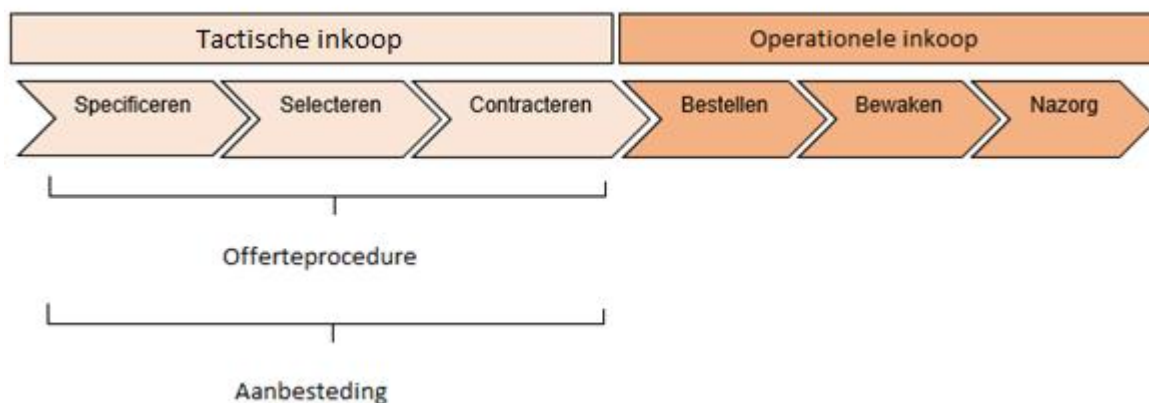 Tactische inkoop
Operationele inkoop
Specificeren
Selecteren
Contracteren
Bestellen
Bewaken
Nazorg
Offerteprocedure
Aanbesteding